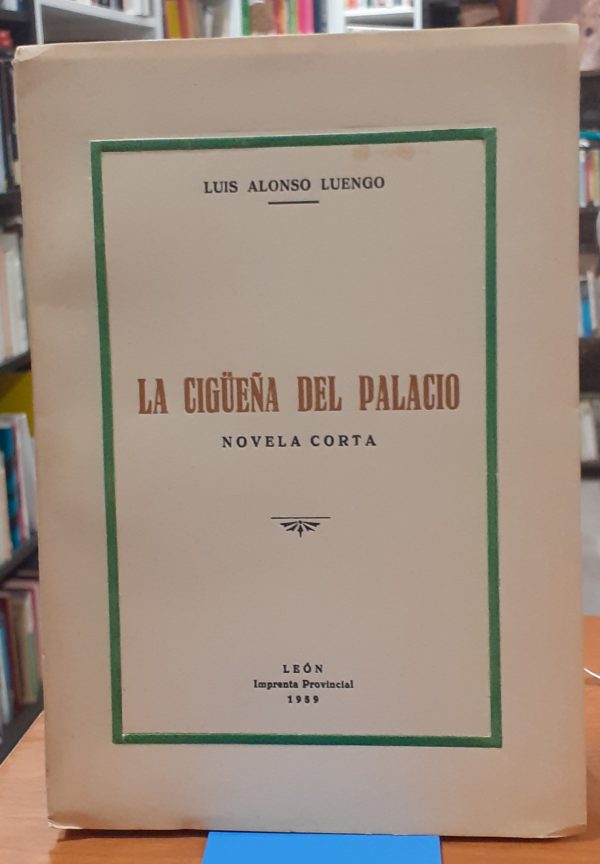 LUIS ALONSO LUENGO
LA CIGÜEÑA DEL PALACIO
NOVELA CORTA
LEÓN
Imprenta Provincial
1959